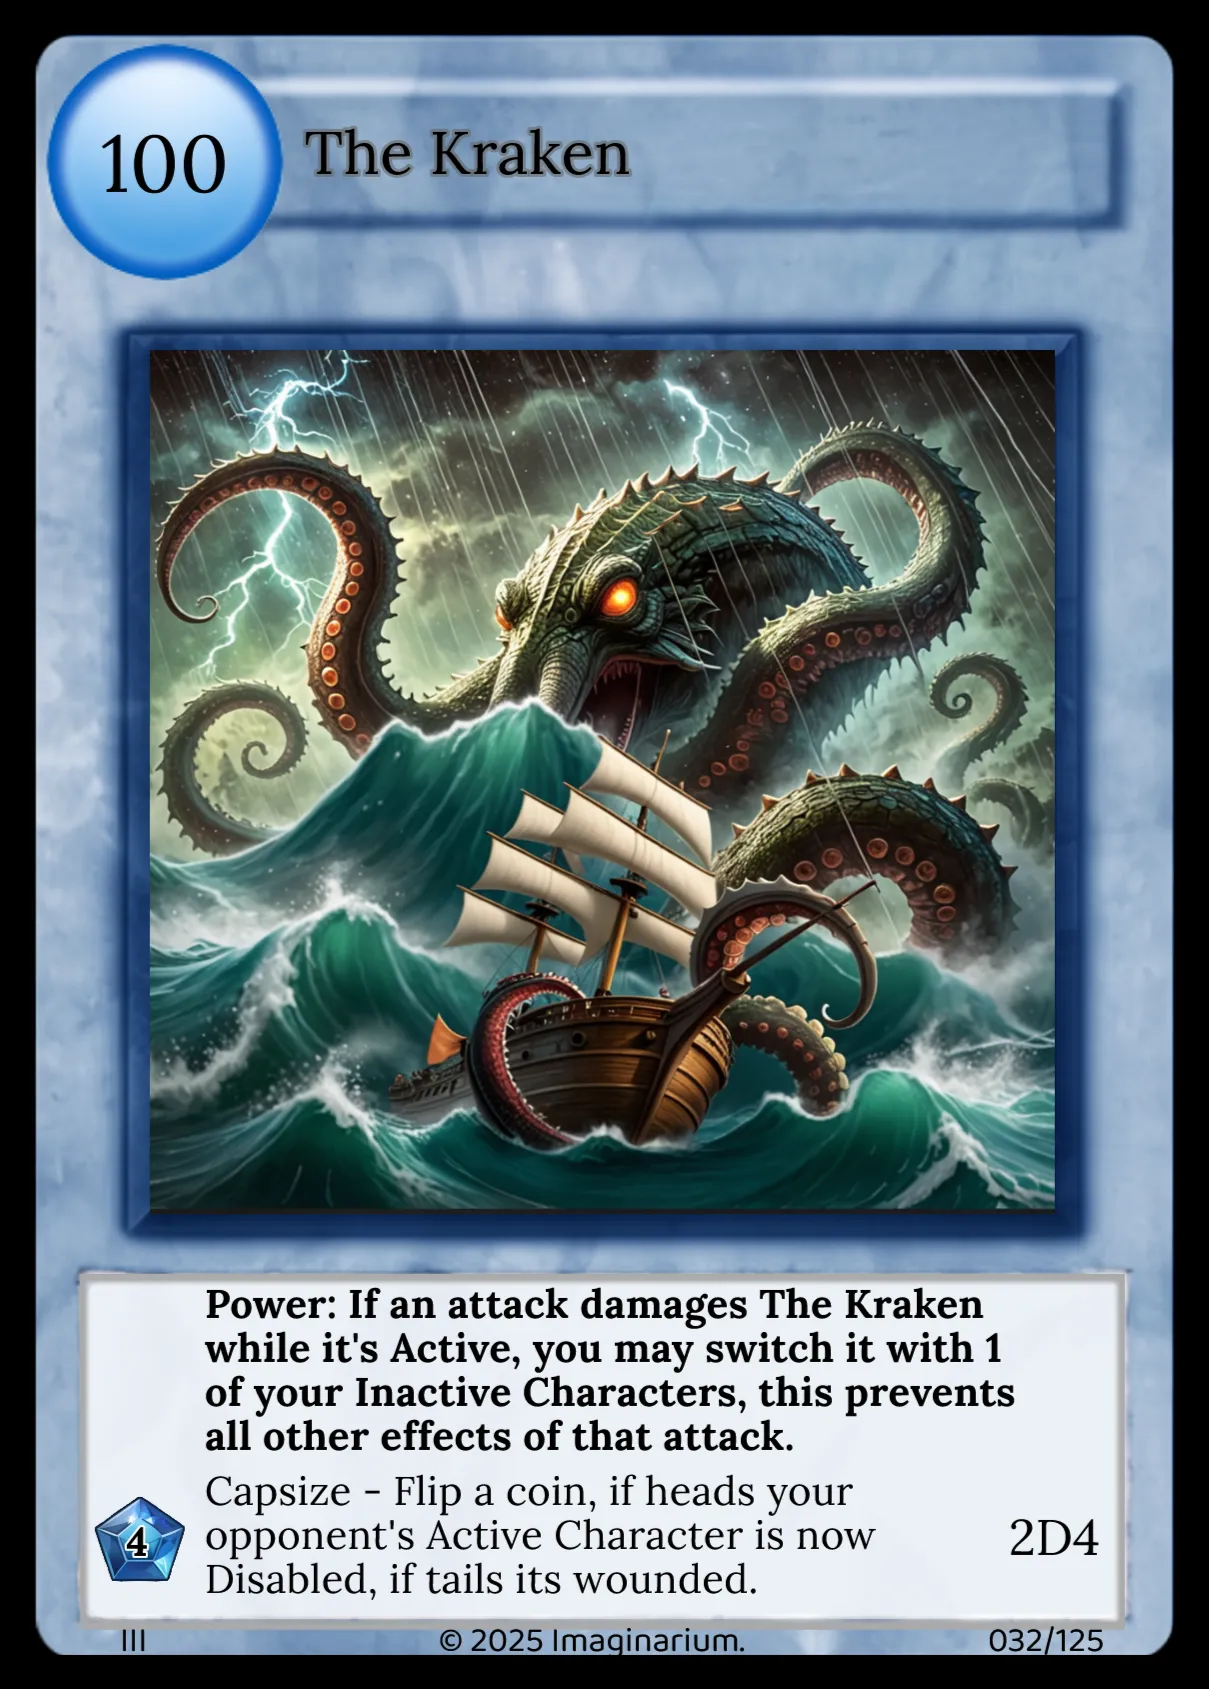 100
The Kraken
Power: If an attack damages The Kraken
while it's Active, you may switch it with 1
of your Inactive Characters, this prevents
all other effects of that attack.
4
Capsize - Flip a coin, if heads your
opponent's Active Character is now
Disabled, if tails its wounded.
2D4
III
© 2025 Imaginarium.
032/125